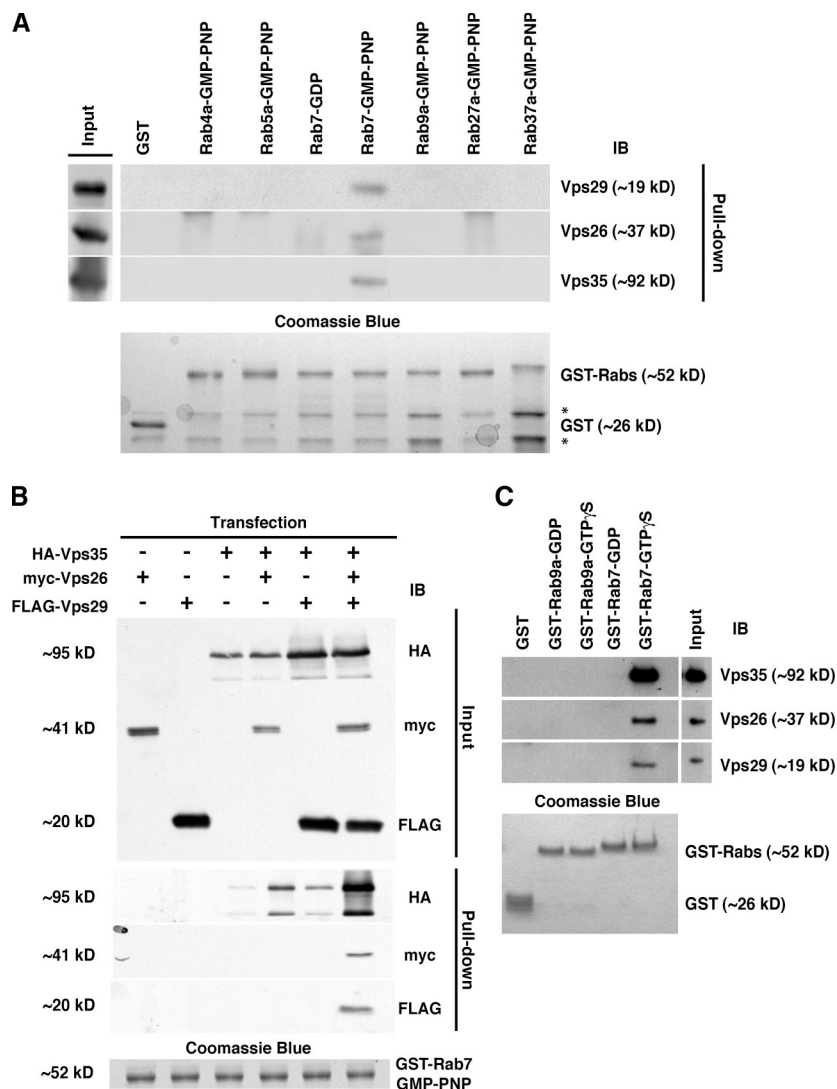 A
Input
GST
Rab4a-GMP-PNP
Rab5a-GMP-PNP
Rab7-GDP
Rab7-GMP-PNP
Rab9a-GMP-PNP
Rab27a-GMP-PNP
Rab37a-GMP-PNP
IB
Vps29 (~19 kD)
Vps26 (~37 kD)
Vps35 (~92 kD)
Pull-down
Coomassie Blue
GST-Rabs (~52 kD)
*
GST (~26 kD)
*
B
Transfection
HA-Vps35 - - + + + +
myc-Vps26 + - - + - +
FLAG-Vps29 - + - - + +
IB
~95 kD HA
~41 kD myc
~20 kD FLAG
Input
~95 kD HA
~41 kD myc
~20 kD FLAG
Pull-down
Coomassie Blue
~52 kD GST-Rab7
GMP-PNP
C
GST
GST-Rab9a-GDP
GST-Rab9a-GTPγS
GST-Rab7-GDP
GST-Rab7-GTPγS
Input
IB
Vps35 (~92 kD)
Vps26 (~37 kD)
Vps29 (~19 kD)
Coomassie Blue
GST-Rabs (~52 kD)
GST (~26 kD)